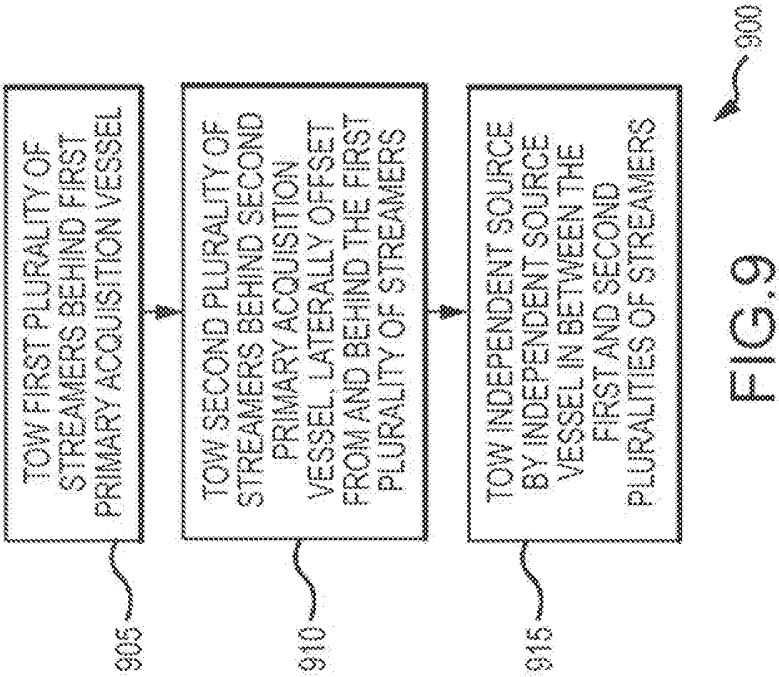 TOW FIRST PLURALITY OF
STREAMERS BEHIND FIRST
PRIMARY ACQUISITION VESSEL
905
TOW SECOND PLURALITY OF
STREAMERS BEHIND SECOND
PRIMARY ACQUISITION
VESSEL, LATERALLY OFFSET
FROM AND BEHIND THE FIRST
PLURALITY OF STREAMERS
910
TOW INDEPENDENT SOURCE
BY INDEPENDENT SOURCE
VESSEL IN BETWEEN THE
FIRST AND SECOND
PLURALITIES OF STREAMERS
915
900
FIG.9